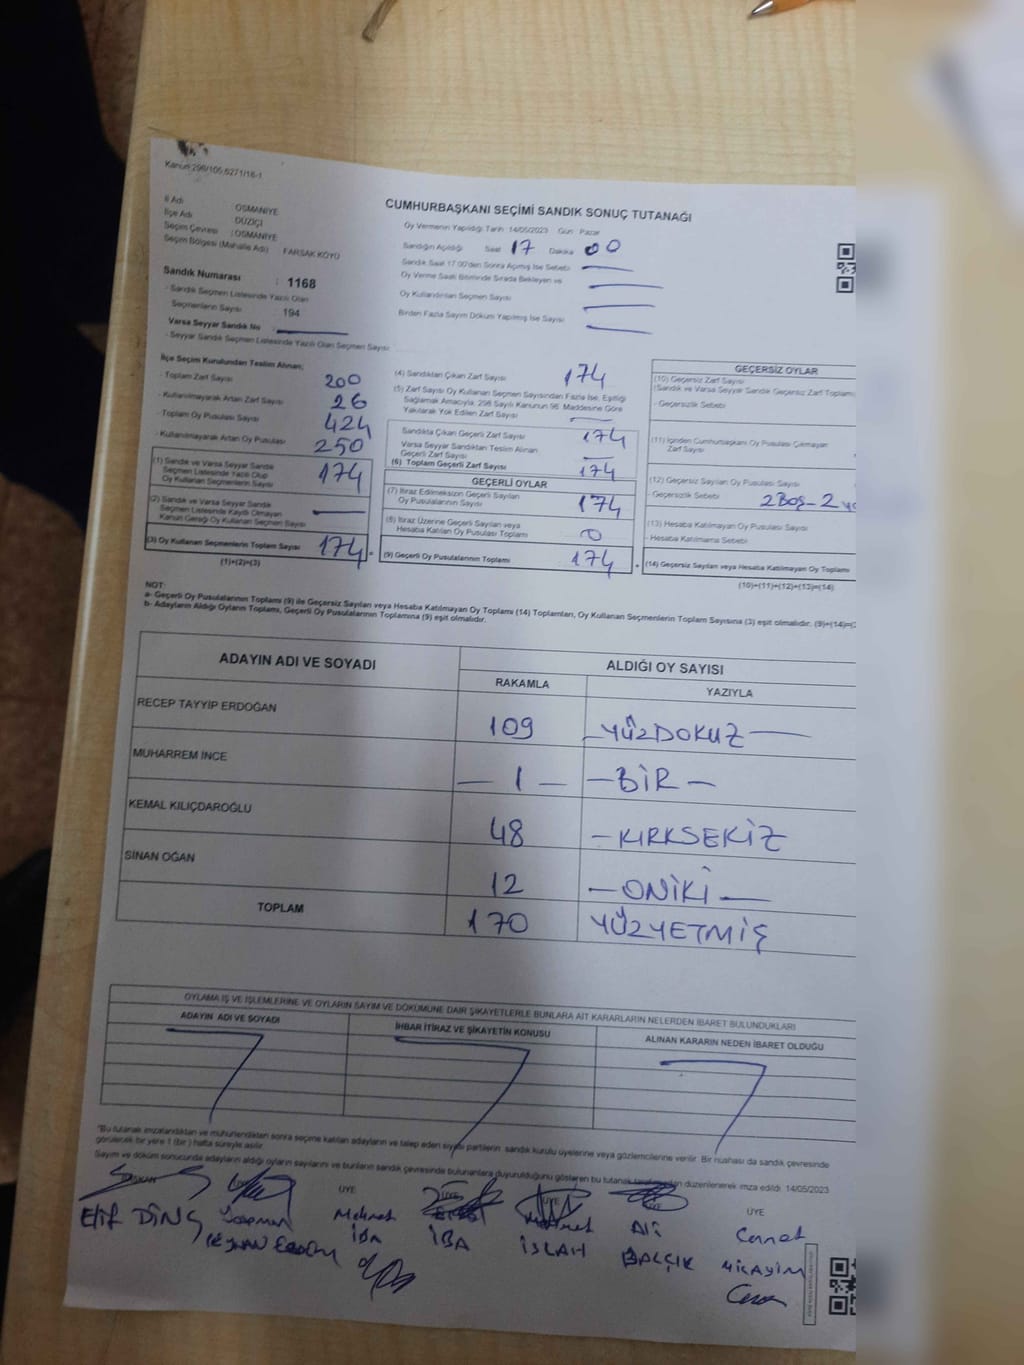 Kanun:298/105,6271/16-1
CUMHURBAŞKANI SEÇİMİ SANDIK SONUÇ TUTANAĞI
İl Adı OSMANİYE
İlçe Adı DÜZİÇİ
Seçim Çevresi : OSMANİYE
Seçim Bölgesi (Mahalle Adı) FARSAK KÖYÜ
Sandık Numarası : 1168
- Sandık Seçmen Listesinde Yazılı Olan
Seçmenlerin Sayısı 194
Varsa Seyyar Sandık No
- Seyyar Sandık Seçmen Listesinde Yazılı Olan Seçmen Sayısı
Oy Vermenin Yapıldığı Tarih 14/05/2023 Gün Pazar
Sandığın Açıldığı Saat 17 Dakika 00
Sandık Saat 17.00'den Sonra Açılmış İse Sebebi
Oy Verme Saati Bitiminde Sırada Bekleyen ve
Oy Kullandırılan Seçmen Sayısı
Birden Fazla Sayım Döküm Yapılmış İse Sayısı
İlçe Seçim Kurulundan Teslim Alınan;
- Toplam Zarf Sayısı 200
- Kullanılmayarak Artan Zarf Sayısı 26
- Toplam Oy Pusulası Sayısı 424
- Kullanılmayarak Artan Oy Pusulası 250
(1) Sandık ve Varsa Seyyar Sandık
Seçmen Listesinde Yazılı Olup
Oy Kullanan Seçmenlerin Sayısı 174
(2) Sandık ve Varsa Seyyar Sandık
Seçmen Listesinde Kayıtlı Olmayan
Kanun Gereği Oy Kullanan Seçmen Sayısı
(3) Oy Kullanan Seçmenlerin Toplam Sayısı 174
(1)+(2)=(3)
(4) Sandıktan Çıkan Zarf Sayısı 174
(5) Zarf Sayısı Oy Kullanan Seçmen Sayısından Fazla İse, Eşitliği
Sağlamak Amacıyla, 298 Sayılı Kanunun 98. Maddesine Göre
Yakılarak Yok Edilen Zarf Sayısı
Sandıkta Çıkan Geçerli Zarf Sayısı 174
Varsa Seyyar Sandıktan Teslim Alınan
Geçerli Zarf Sayısı
(6) Toplam Geçerli Zarf Sayısı 174
GEÇERLİ OYLAR
(7) İtiraz Edilmeksizin Geçerli Sayılan
Oy Pusulalarının Sayısı 174
(8) İtiraz Üzerine Geçerli Sayılan veya
Hesaba Katılan Oy Pusulası Toplamı 0
(9) Geçerli Oy Pusulalarının Toplamı 174
GEÇERSİZ OYLAR
(10) Geçersiz Zarf Sayısı
(Sandık ve Varsa Seyyar Sandık Geçersiz Zarf Toplamı
- Geçersizlik Sebebi
(11) İçinden Cumhurbaşkanı Oy Pusulası Çıkmayan
Zarf Sayısı
(12) Geçersiz Sayılan Oy Pusulası Sayısı
- Geçersizlik Sebebi 2 Boş - 2
(13) Hesaba Katılmayan Oy Pusulası Sayısı
- Hesaba Katılmama Sebebi
(14) Geçersiz Sayılan veya Hesaba Katılmayan Oy Toplamı
(10)+(11)+(12)+(13)=(14)
NOT:
a- Geçerli Oy Pusulaların Toplamı (9) ile Geçersiz Sayılan veya Hesaba Katılmayan Oy Toplamı (14) Toplamları, Oy Kullanan Seçmenlerin Toplam Sayısına (3) eşit olmalıdır. (9)+(14)=(3
b- Adayların Aldığı Oyların Toplamı, Geçerli Oy Pusulalarının Toplamına (9) eşit olmalıdır.
ADAYIN ADI VE SOYADI ALDIĞI OY SAYISI
RAKAMLA YAZIYLA
RECEP TAYYİP ERDOĞAN 109 YÜZDOKUZ
MUHARREM İNCE — 1 — — BİR —
KEMAL KILIÇDAROĞLU 48 — KIRKSEKİZ
SİNAN OĞAN 12 — ONİKİ —
TOPLAM 170 YÜZYETMİŞ
OYLAMA İŞ VE İŞLEMLERİNE VE OYLARIN SAYIM VE DÖKÜMÜNE DAİR ŞİKAYETLERLE BUNLARA AİT KARARLARIN NELERDEN İBARET BULUNDUKLARI
ADAYIN ADI VE SOYADI İHBAR İTİRAZ VE ŞİKAYETİN KONUSU ALINAN KARARIN NEDEN İBARET OLDUĞU
"Bu tutanak imzalandıktan ve mühürlendikten sonra seçime katılan adayların ve talep eden siyasi partilerin sandık kurulu üyelerine veya gözlemcilerine verilir. Bir nüshası da sandık çevresinde
görülecek bir yere 1 (bir) hafta süreyle asılır.
Sayım ve döküm sonucunda adayların aldığı oyların sayılarını ve bunların sandık çevresinde bulunanlara duyurulduğunu gösteren bu tutanak düzenlenerek imza edildi. 14/05/2023
BAŞKAN ÜYE ÜYE ÜYE ÜYE ÜYE ÜYE
Elif DİNÇ
Mehmet İBA
İBA
İSLAH
Ali BALÇIK
Cennet